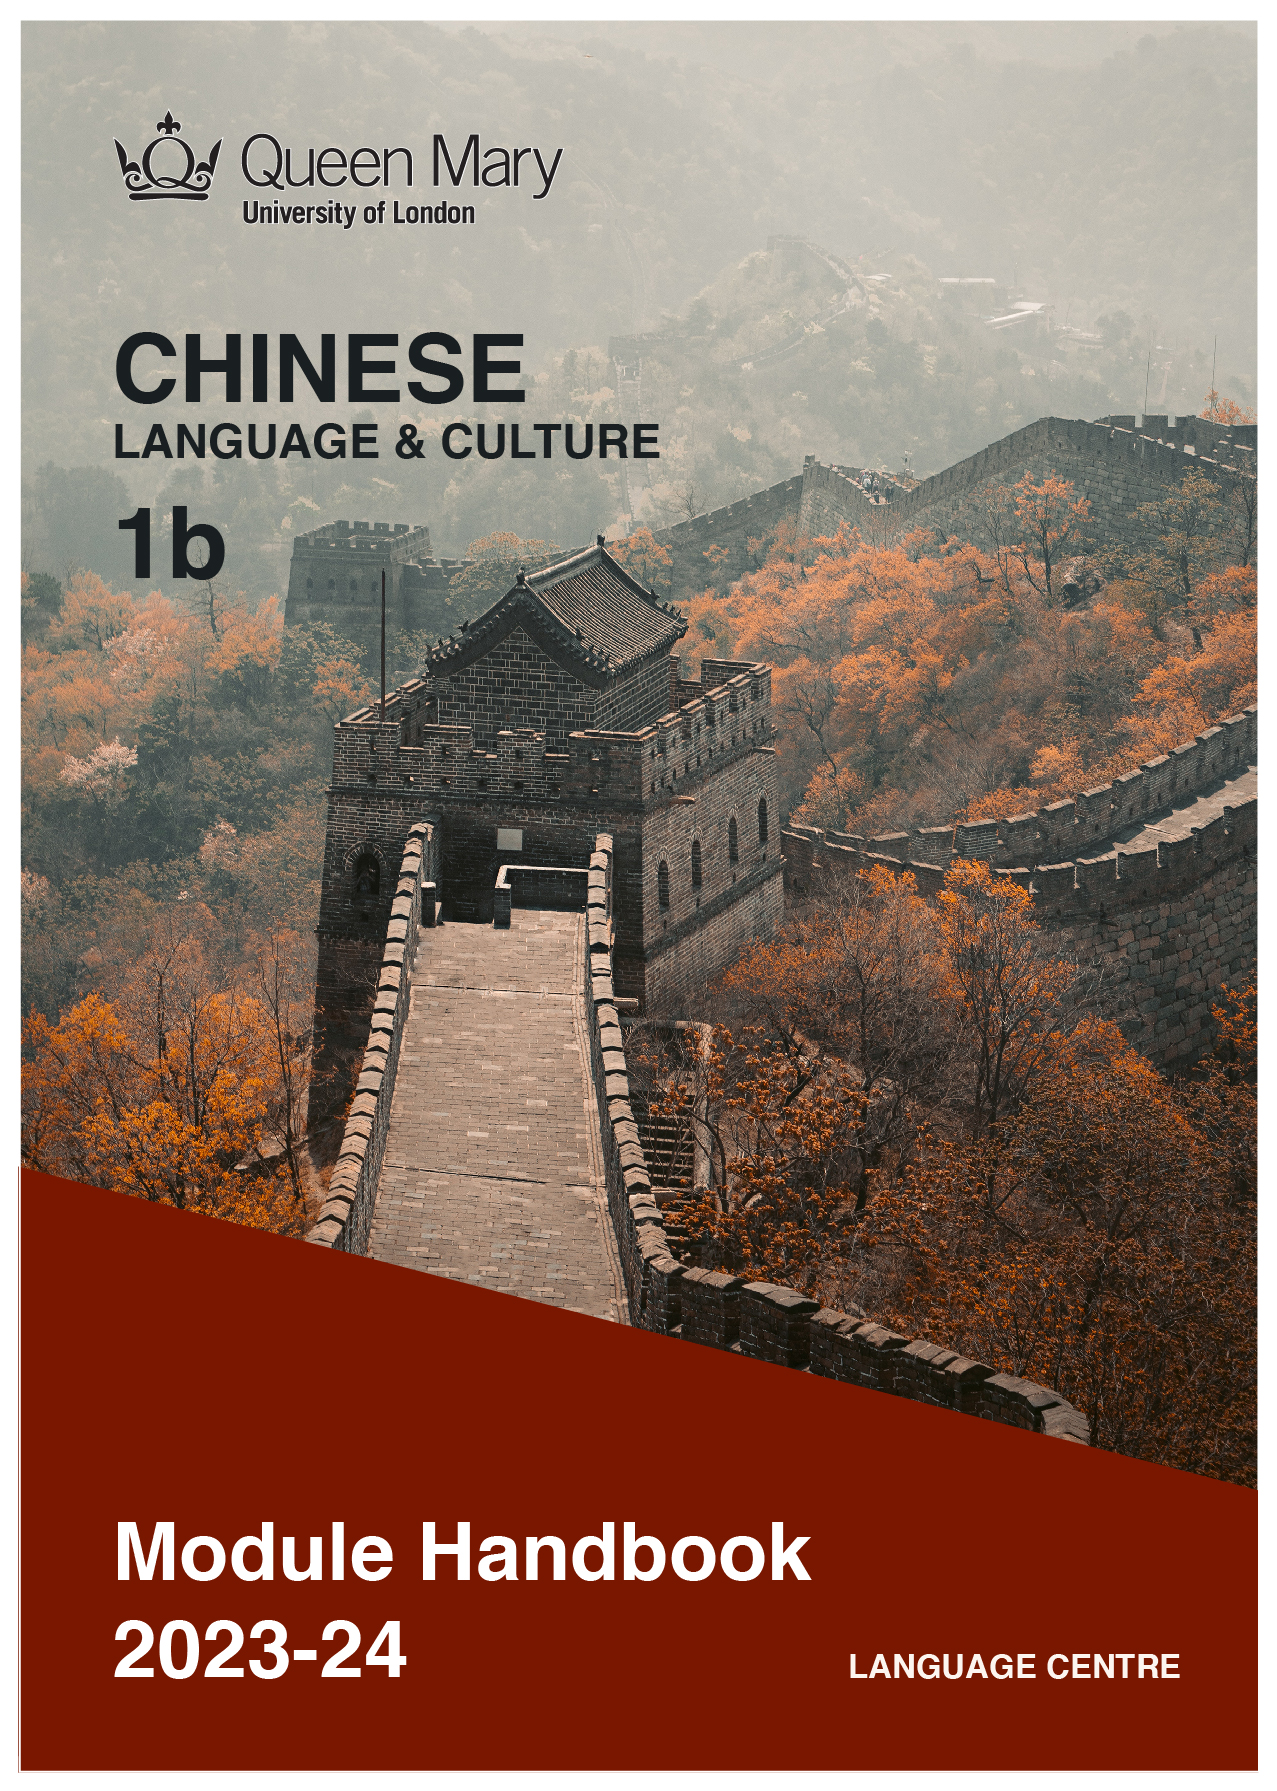 Queen Mary
University of London
CHINESE
LANGUAGE & CULTURE
1b
Module Handbook
2023-24
LANGUAGE CENTRE